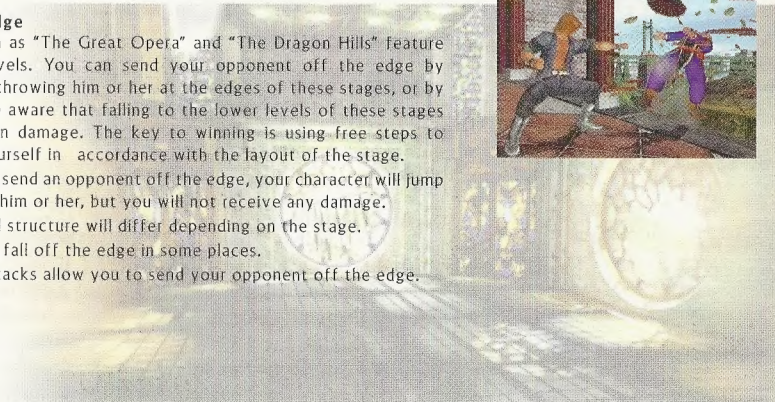 lge
as "The Great Opera" and "The Dragon Hills" feature
vels. You can send your opponent off the edge by
throwing him or her at the edges of these stages, or by
aware that falling to the lower levels of these stages
n damage. The key to winning is using free steps to
urself in accordance with the layout of the stage.
send an opponent off the edge, your character will jump
him or her, but you will not receive any damage.
structure will differ depending on the stage.
fall off the edge in some places.
acks allow you to send your opponent off the edge.